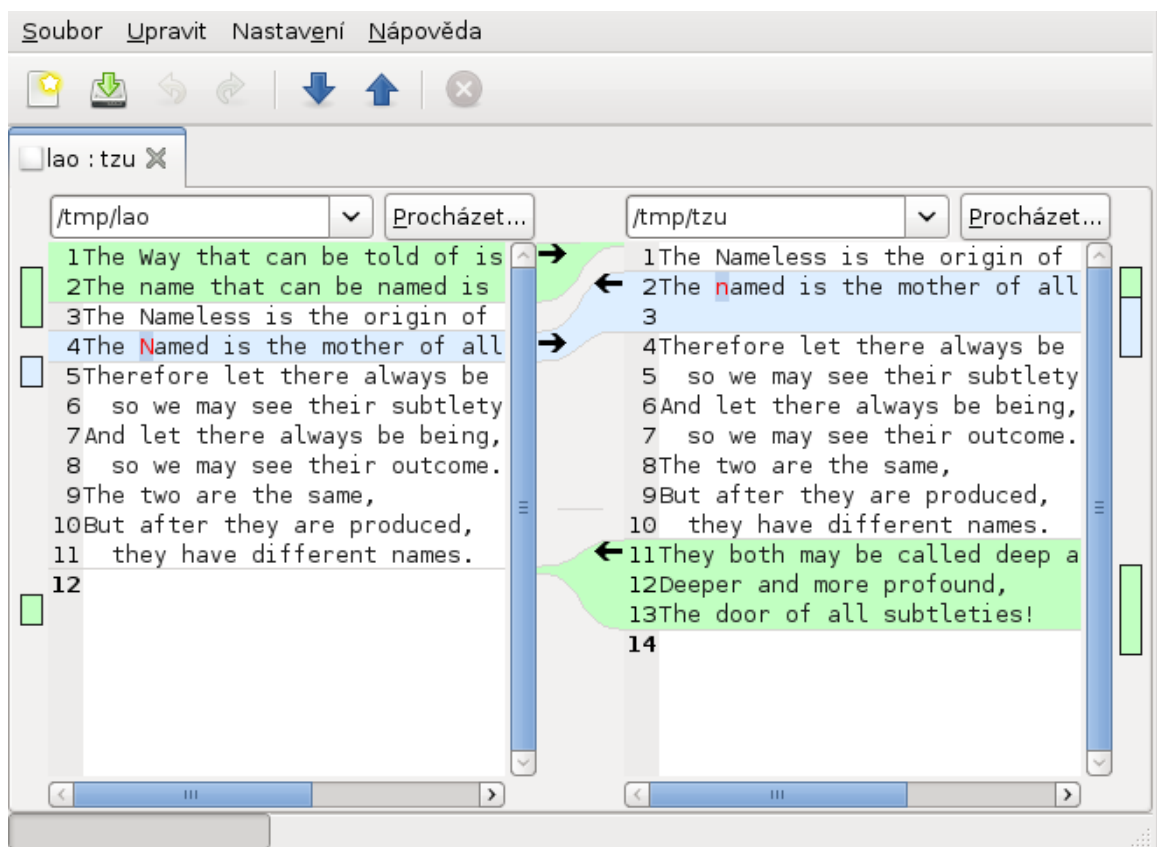 Soubor Upravit Nastavení Nápověda
lao : tzu
/tmp/lao Procházet...
1The Way that can be told of is
2The name that can be named is
3The Nameless is the origin of
4The Named is the mother of all
5Therefore let there always be
6  so we may see their subtlety
7And let there always be being,
8  so we may see their outcome.
9The two are the same,
10But after they are produced,
11  they have different names.
12
/tmp/tzu Procházet...
1The Nameless is the origin of
2The named is the mother of all
3
4Therefore let there always be
5  so we may see their subtlety
6And let there always be being,
7  so we may see their outcome.
8The two are the same,
9But after they are produced,
10  they have different names.
11They both may be called deep a
12Deeper and more profound,
13The door of all subtleties!
14